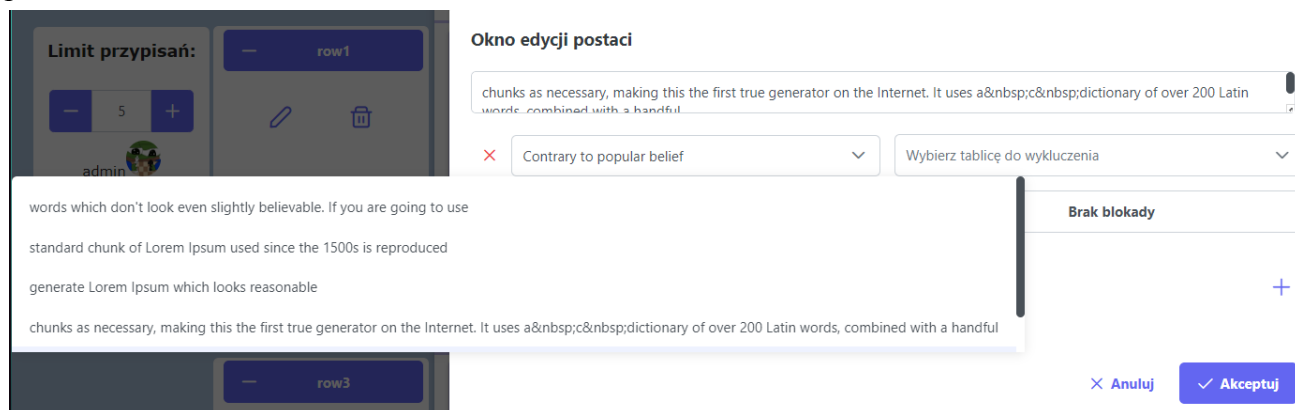 Limit przypisań:
row1
5
admin
Okno edycji postaci
chunks as necessary, making this the first true generator on the Internet. It uses a&nbsp;c&nbsp;dictionary of over 200 Latin
words, combined with a handful
Contrary to popular belief
Wybierz tablicę do wykluczenia
words which don't look even slightly believable. If you are going to use
Brak blokady
standard chunk of Lorem Ipsum used since the 1500s is reproduced
generate Lorem Ipsum which looks reasonable
chunks as necessary, making this the first true generator on the Internet. It uses a&nbsp;c&nbsp;dictionary of over 200 Latin words, combined with a handful
row3
Anuluj
Akceptuj